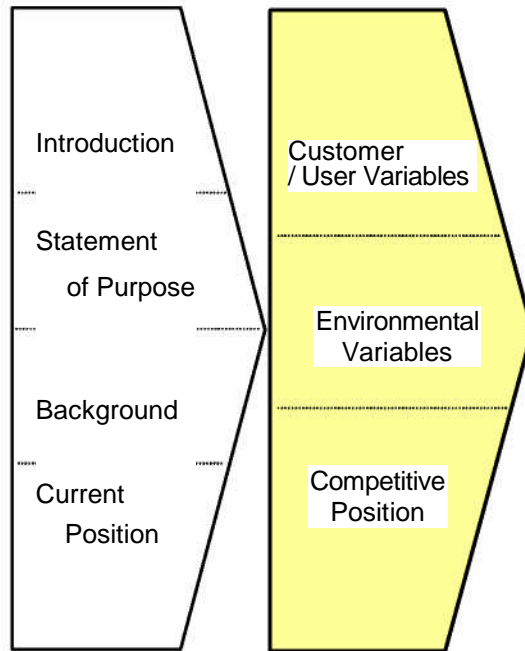 Introduction
Statement
of Purpose
Background
Current
Position
Customer
/ User Variables
Environmental
Variables
Competitive
Position